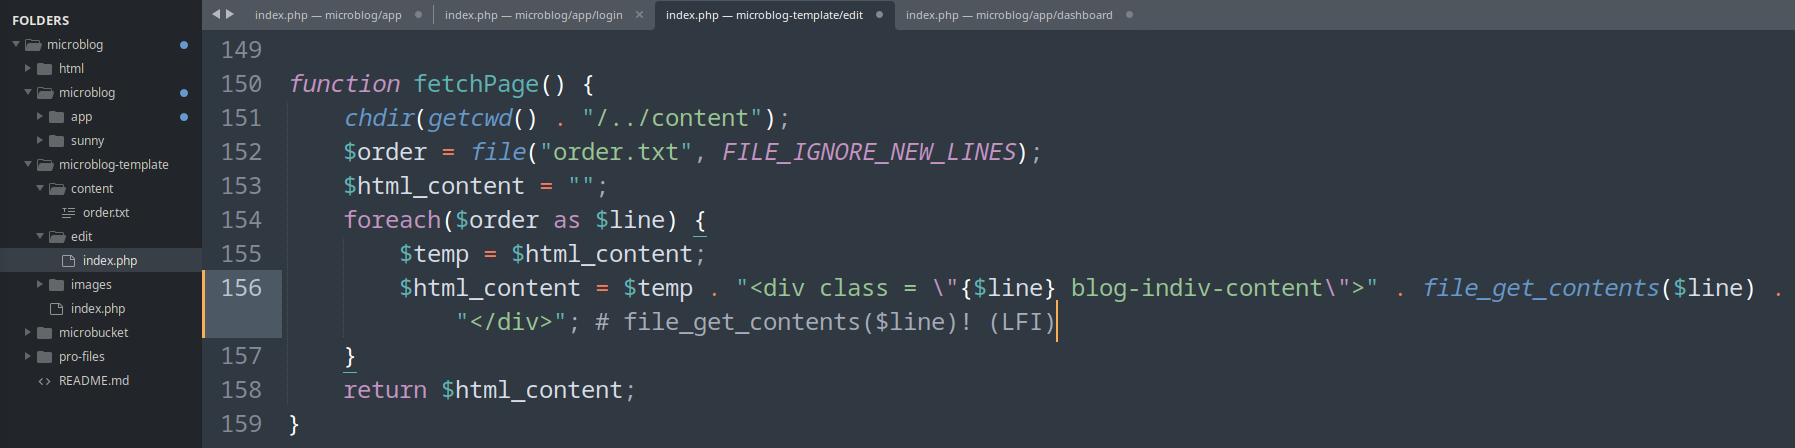 FOLDERS
microblog
html
microblog
app
sunny
microblog-template
content
order.txt
edit
index.php
images
index.php
microbucket
pro-files
README.md
index.php — microblog/app
index.php — microblog/app/login
index.php — microblog-template/edit
index.php — microblog/app/dashboard
149
150 function fetchPage() {
151 chdir(getcwd() . "/../content");
152 $order = file("order.txt", FILE_IGNORE_NEW_LINES);
153 $html_content = "";
154 foreach($order as $line) {
155 $temp = $html_content;
156 $html_content = $temp . "<div class = \"{$line} blog-indiv-content\">" . file_get_contents($line) .
"</div>"; # file_get_contents($line)! (LFI)
157 }
158 return $html_content;
159 }